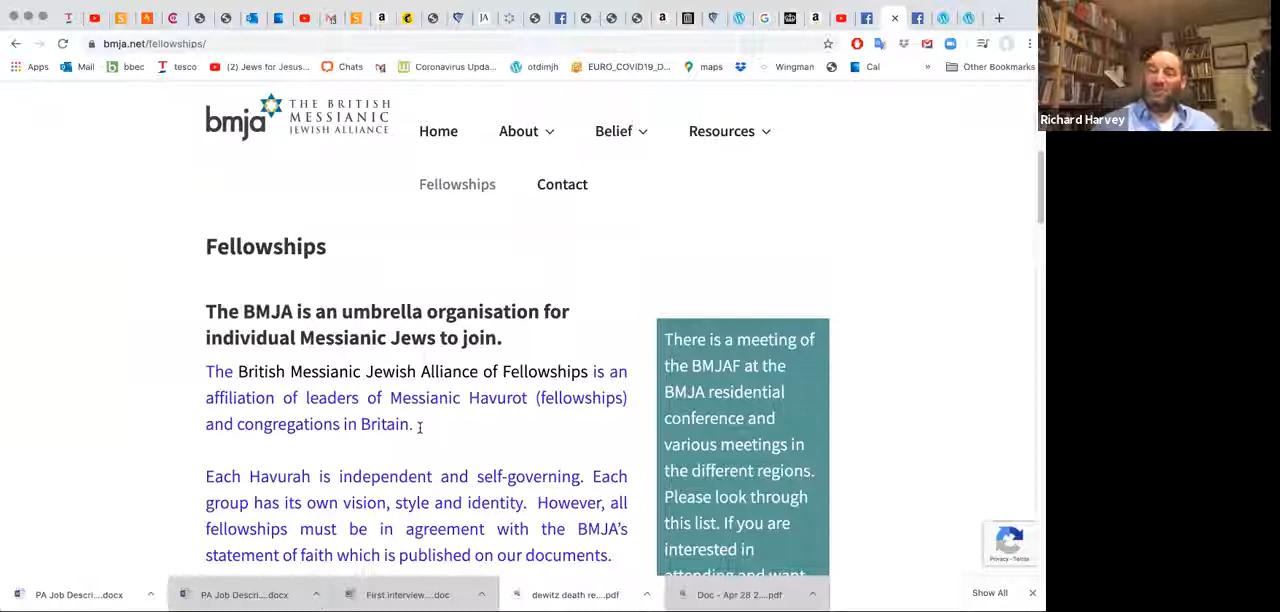 JA
bmja.net/fellowships/
Apps
Mail
bbec
tesco
(2) Jews for Jesus...
Chats
Coronavirus Upda...
otdimjh
EURO_COVID19_D...
maps
Wingman
Cal
»
Other Bookmarks
Richard Harvey
bmja
THE BRITISH
MESSIANIC
JEWISH ALLIANCE
Home
About
Belief
Resources
Fellowships
Contact
Fellowships
The BMJA is an umbrella organisation for
individual Messianic Jews to join.
The British Messianic Jewish Alliance of Fellowships is an
affiliation of leaders of Messianic Havurot (fellowships)
and congregations in Britain.
Each Havurah is independent and self-governing. Each
group has its own vision, style and identity. However, all
fellowships must be in agreement with the BMJA's
statement of faith which is published on our documents.
There is a meeting of
the BMJAF at the
BMJA residential
conference and
various meetings in
the different regions.
Please look through
this list. If you are
interested in
attending and want
Privacy - Terms
PA Job Descri....docx
PA Job Descri....docx
First interview....doc
dewitz death re....pdf
Doc - Apr 28 2....pdf
Show All